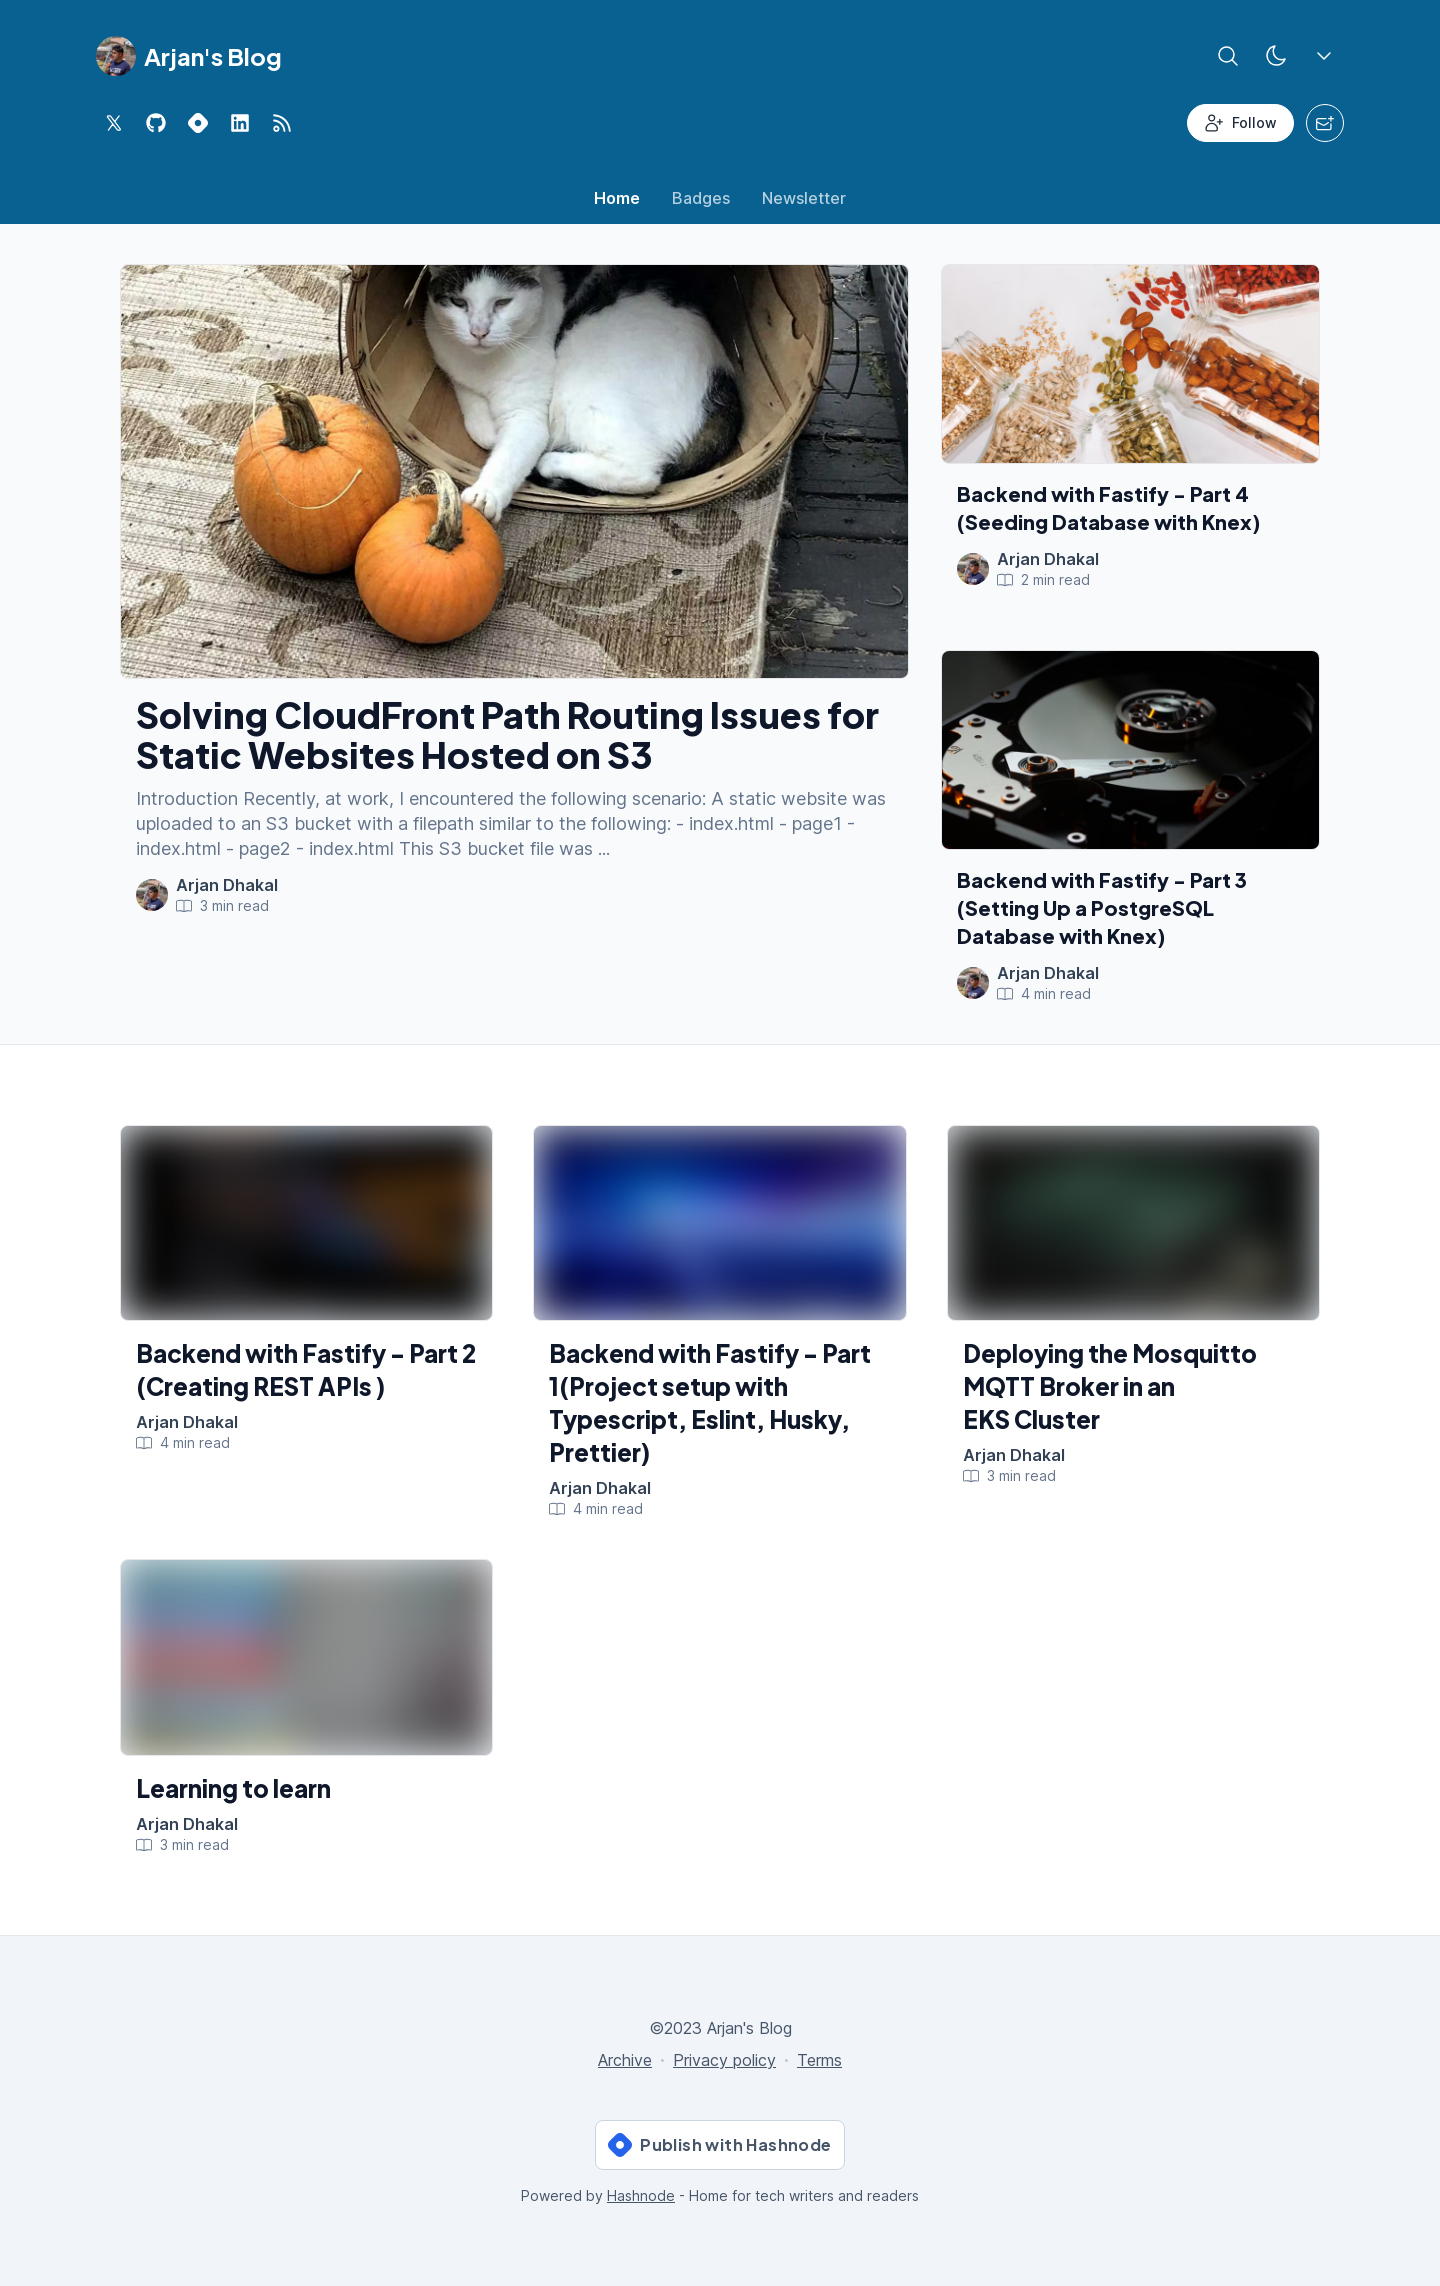 Arjan's Blog
Follow
Home
Badges
Newsletter
Solving CloudFront Path Routing Issues for
Static Websites Hosted on S3
Introduction Recently, at work, I encountered the following scenario: A static website was
uploaded to an S3 bucket with a filepath similar to the following: - index.html - page1 -
index.html - page2 - index.html This S3 bucket file was ...
Arjan Dhakal
3 min read
Backend with Fastify - Part 4
(Seeding Database with Knex)
Arjan Dhakal
2 min read
Backend with Fastify - Part 3
(Setting Up a PostgreSQL
Database with Knex)
Arjan Dhakal
4 min read
Backend with Fastify - Part 2
(Creating REST APIs )
Arjan Dhakal
4 min read
Backend with Fastify - Part
1(Project setup with
Typescript, Eslint, Husky,
Prettier)
Arjan Dhakal
4 min read
Deploying the Mosquitto
MQTT Broker in an
EKS Cluster
Arjan Dhakal
3 min read
Learning to learn
Arjan Dhakal
3 min read
©2023 Arjan's Blog
Archive · Privacy policy · Terms
Publish with Hashnode
Powered by Hashnode - Home for tech writers and readers